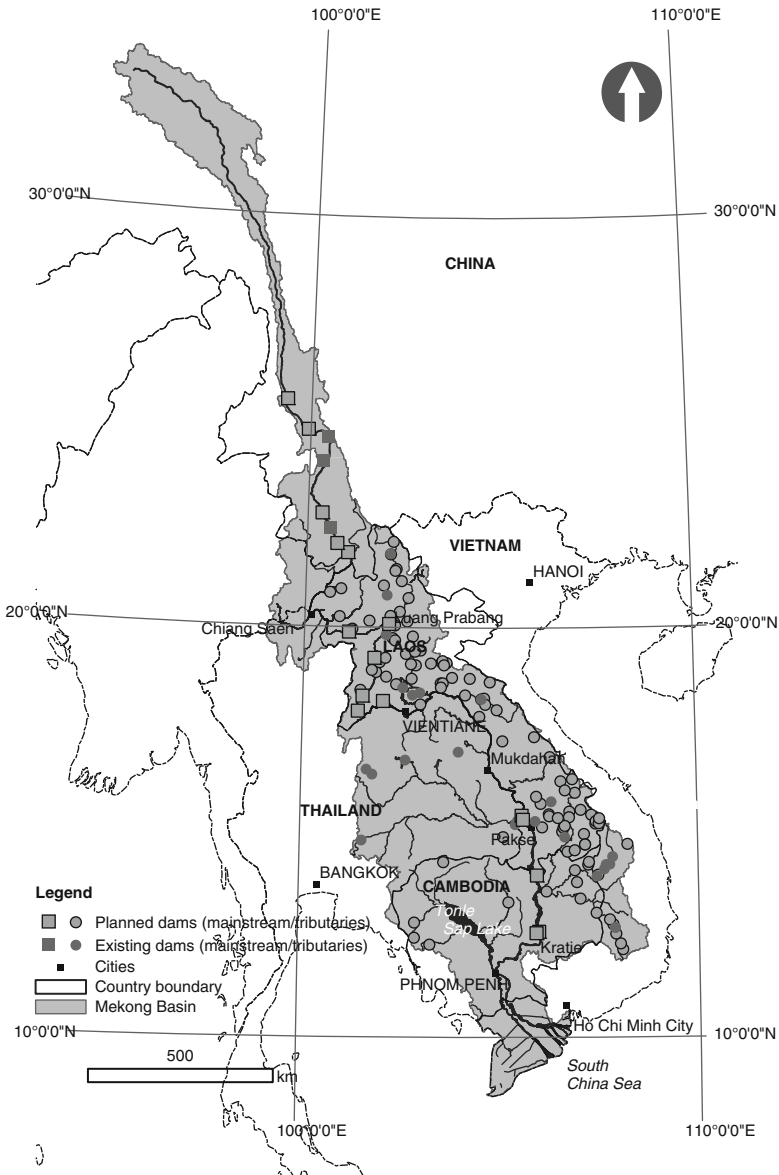 100°0'0"E
110°0'0"E
30°0'0"N
30°0'0"N
CHINA
VIETNAM
HANOI
20°0'0"N
Chiang Saen
Luang Prabang
20°0'0"N
LAOS
VIENTIANE
Mukdahan
THAILAND
Pakse
BANGKOK
CAMBODIA
Tonle
Sap Lake
Kratie
PHNOM PENH
Ho Chi Minh City
Legend
Planned dams (mainstream/tributaries)
Existing dams (mainstream/tributaries)
Cities
Country boundary
Mekong Basin
10°0'0"N
10°0'0"N
500
km
South
China Sea
100°0'0"E
110°0'0"E